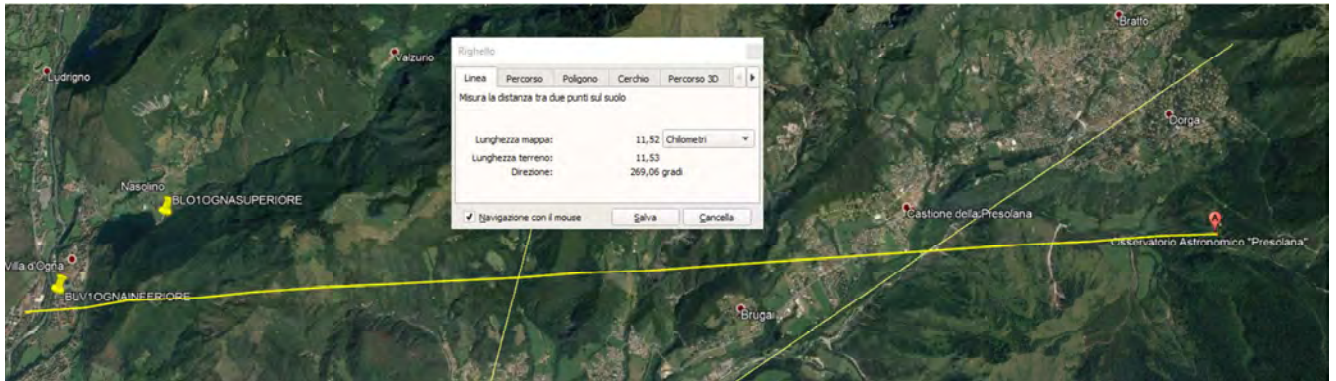 Bratto
Righello
Valzurio
Ludrigno
Linea Percorso Poligono Cerchio Percorso 3D
Misura la distanza tra due punti sul suolo
Dorga
Lunghezza mappa: 11,52 Chilometri
Lunghezza terreno: 11,53
Direzione: 269,06 gradi
Nasolino
BLO1OGNASUPERIORE
Navigazione con il mouse Salva Cancella
Castione della Presolana
A
Osservatorio Astronomico "Presolana"
Villa d'Ogna
BLV1OGNAINFERIORE
Brugai